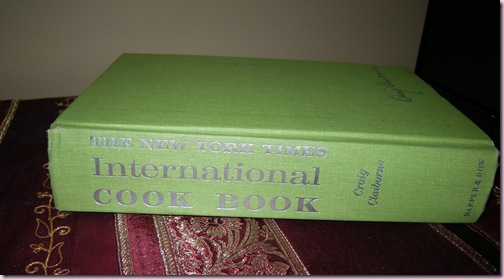 THE NEW YORK TIMES
International
COOK BOOK
Craig
Claiborne
HARPER & ROW